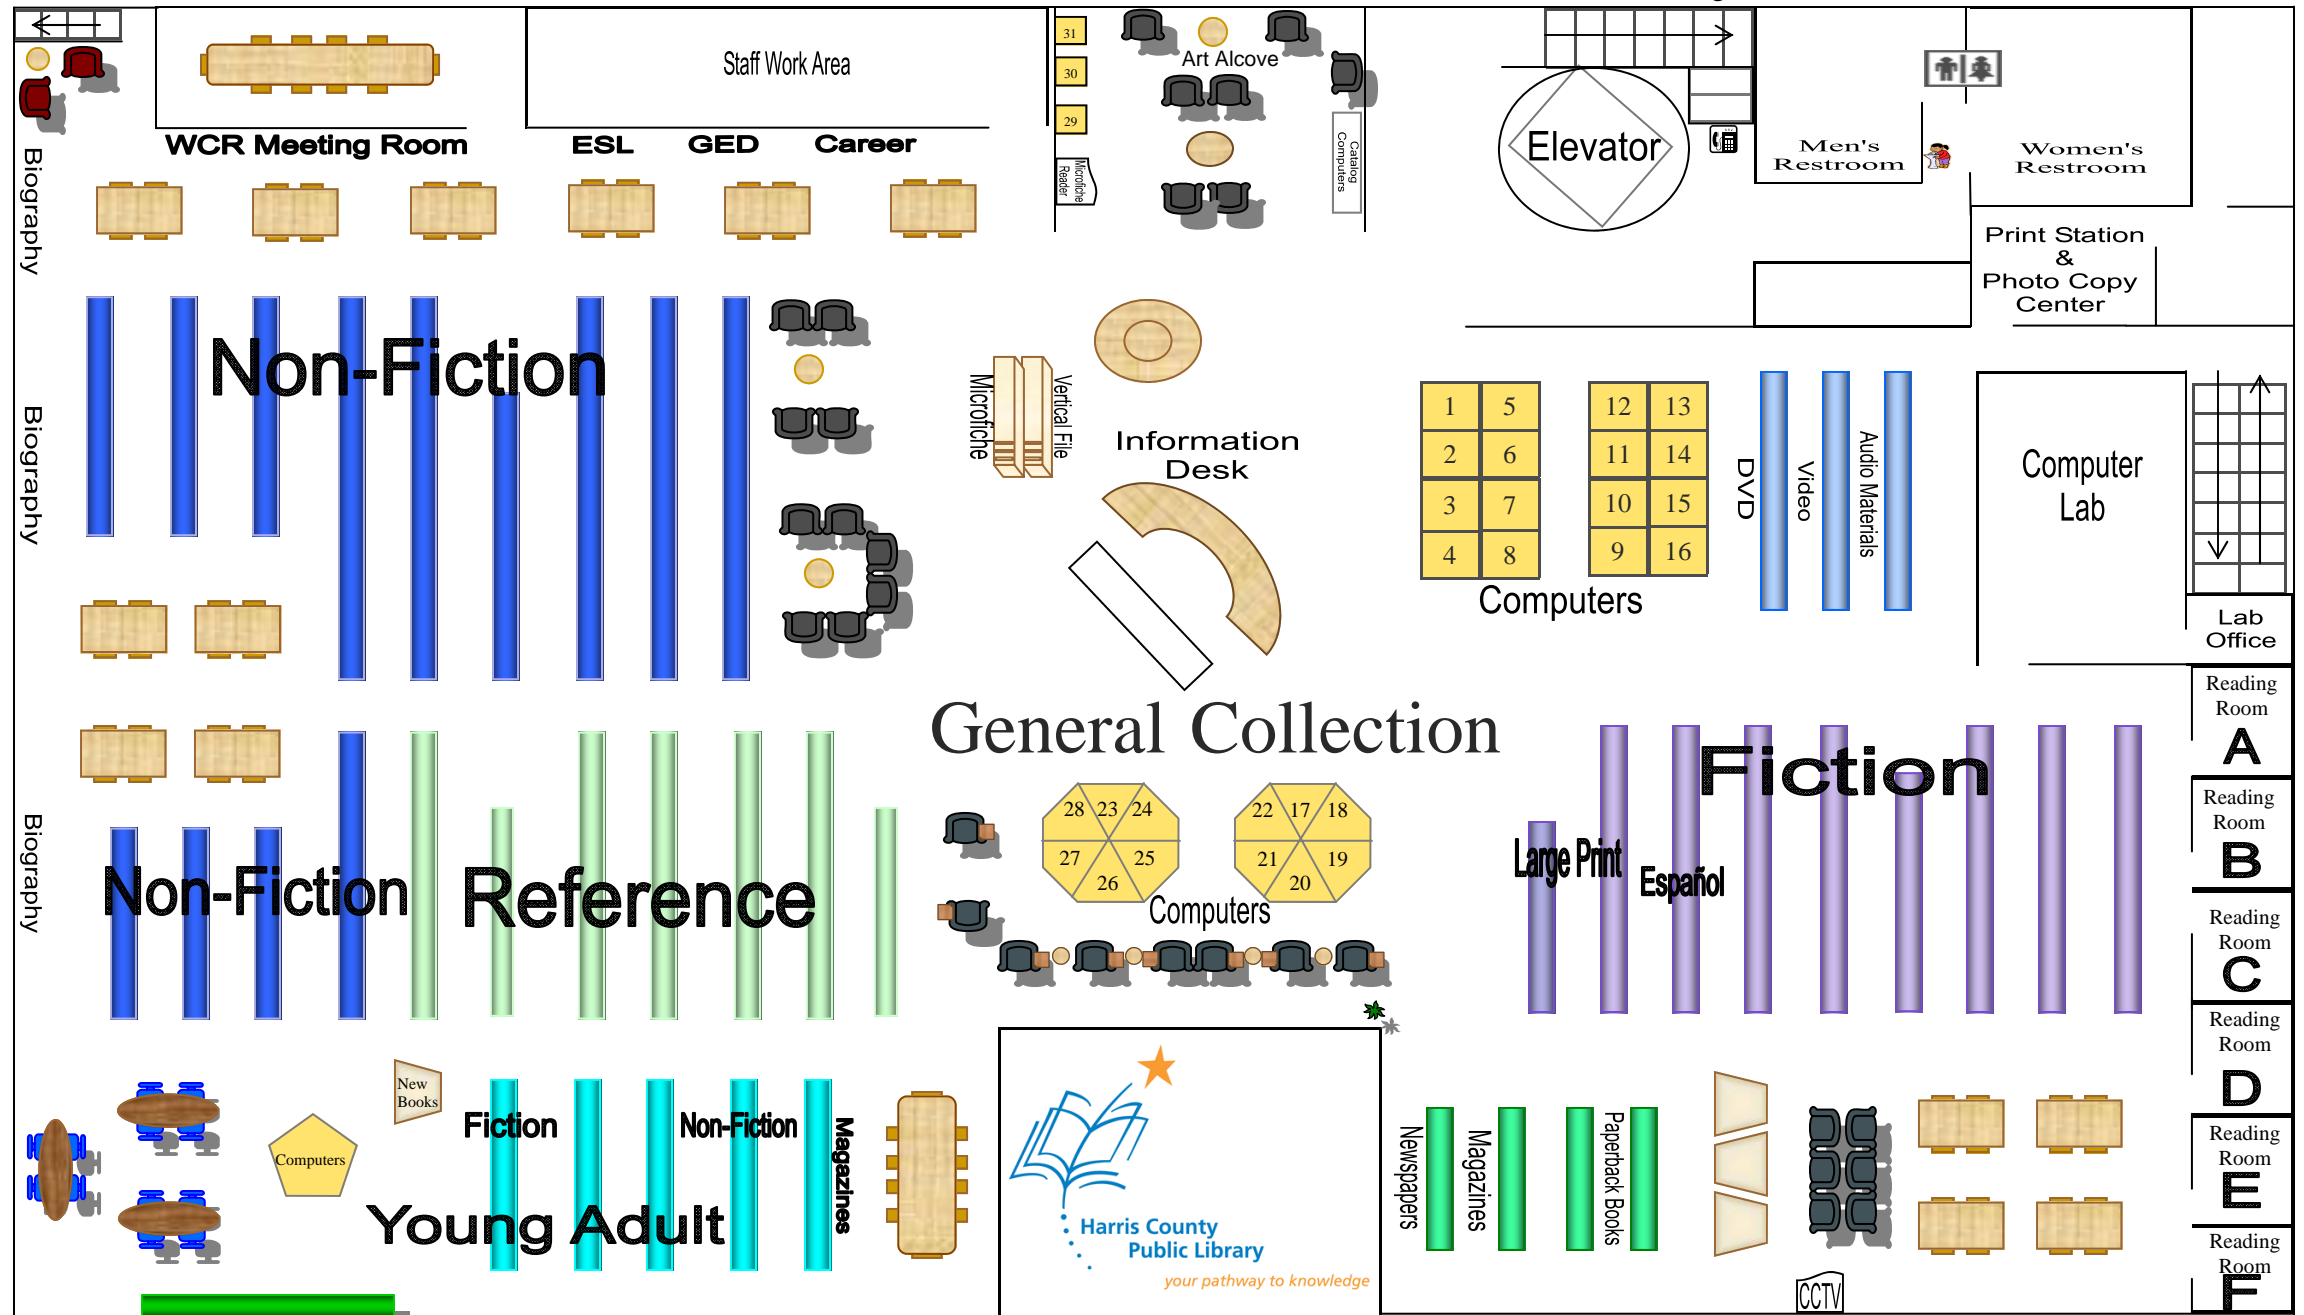 Staff Work Area
31
30
29
Art Alcove
Microfiche
Reader
Catalog
Computers
Elevator
Men's
Restroom
Women's
Restroom
WCR Meeting Room
ESL
GED
Career
Biography
Print Station
&
Photo Copy
Center
Non-Fiction
Microfiche
Vertical File
Information
Desk
1 5
2 6
3 7
4 8
12 13
11 14
10 15
9 16
Computers
DVD
Video
Audio Materials
Computer
Lab
Lab
Office
Biography
General Collection
Reading
Room
A
Fiction
Large Print
Español
Reading
Room
B
28 23 24
27 25
26
22 17 18
21 19
20
Computers
Biography
Non-Fiction
Reference
Reading
Room
C
Reading
Room
D
New
Books
Computers
Fiction
Non-Fiction
Magazines
Young Adult
Harris County
Public Library
your pathway to knowledge
Newspapers
Magazines
Paperback Books
CCTV
Reading
Room
E
Reading
Room
F